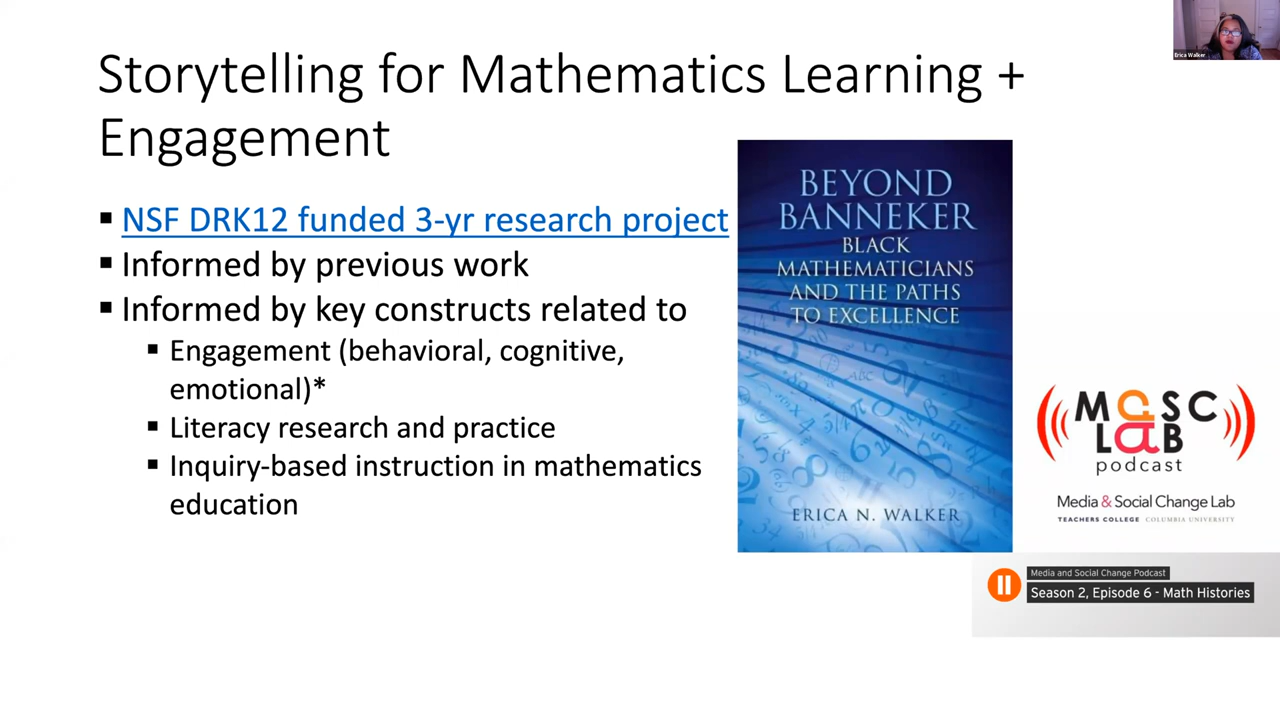 Storytelling for Mathematics Learning +
Engagement
▪ NSF DRK12 funded 3-yr research project
▪ Informed by previous work
▪ Informed by key constructs related to
▪ Engagement (behavioral, cognitive,
emotional)*
▪ Literacy research and practice
▪ Inquiry-based instruction in mathematics
education
BEYOND
BANNEKER
BLACK
MATHEMATICIANS
AND THE PATHS
TO EXCELLENCE
ERICA N. WALKER
MASC
LAB
podcast
Media & Social Change Lab
TEACHERS COLLEGE COLUMBIA UNIVERSITY
Media and Social Change Podcast
Season 2, Episode 6 - Math Histories
Erica Walker